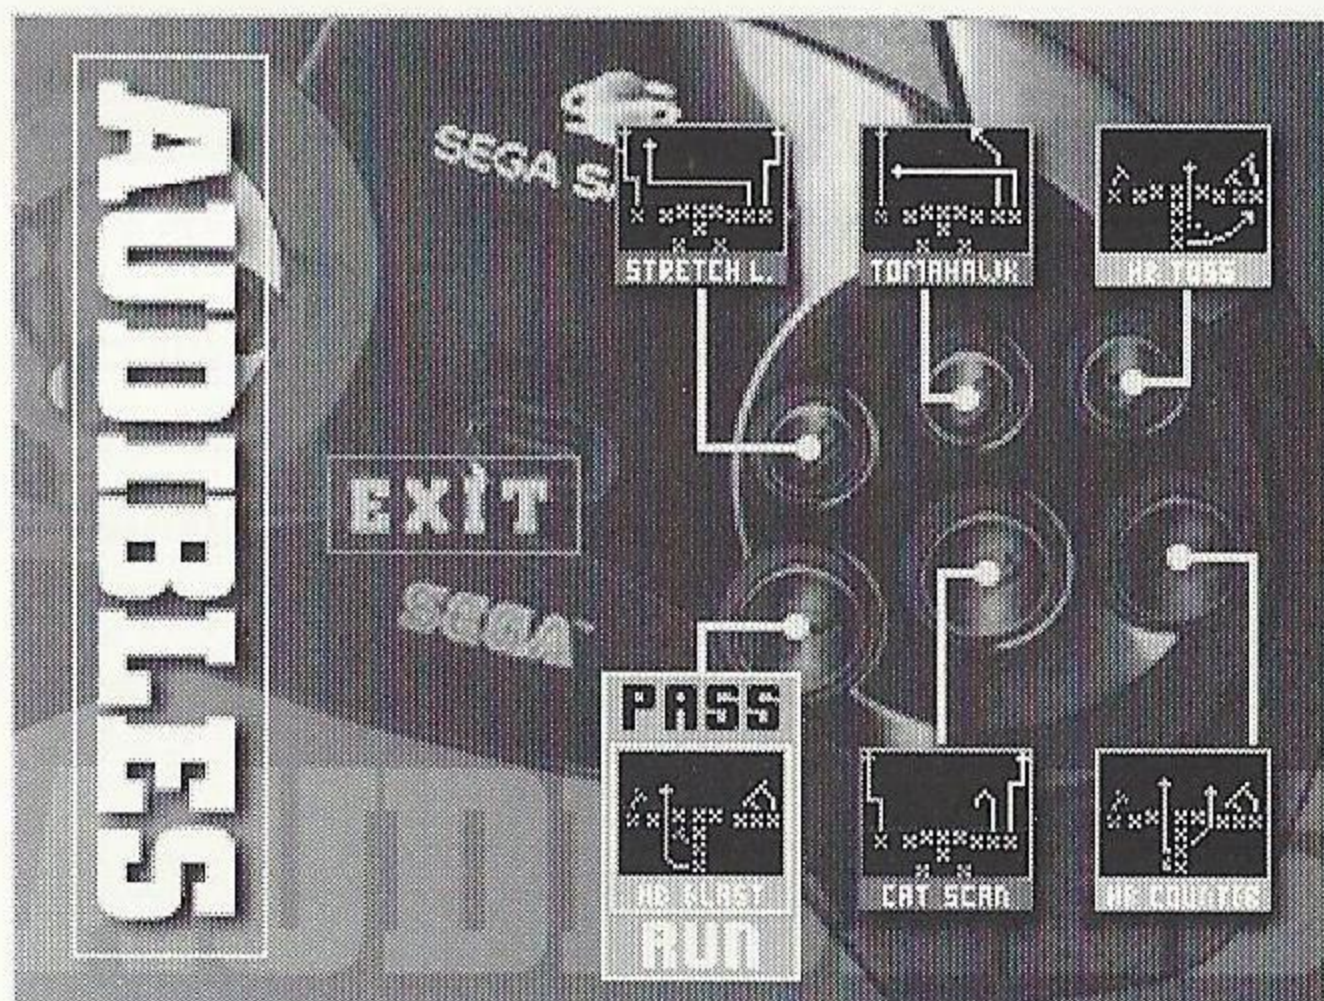 AUDIBLES
SEGA
STRETCH L.
TOMAHAWK
HB TOSS
EXIT
SEGA
PASS
HB BLAST
RUN
CAT SCAN
HB COUNTER